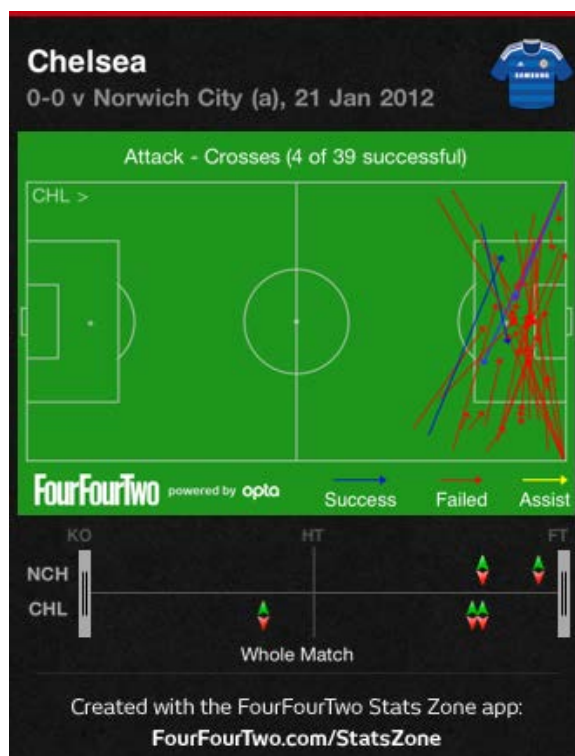 Chelsea
0-0 v Norwich City (a), 21 Jan 2012
SAMSUNG
Attack - Crosses (4 of 39 successful)
CHL >
FourFourTwo powered by opta
Success Failed Assist
KO HT FT
NCH
CHL
Whole Match
Created with the FourFourTwo Stats Zone app:
FourFourTwo.com/StatsZone